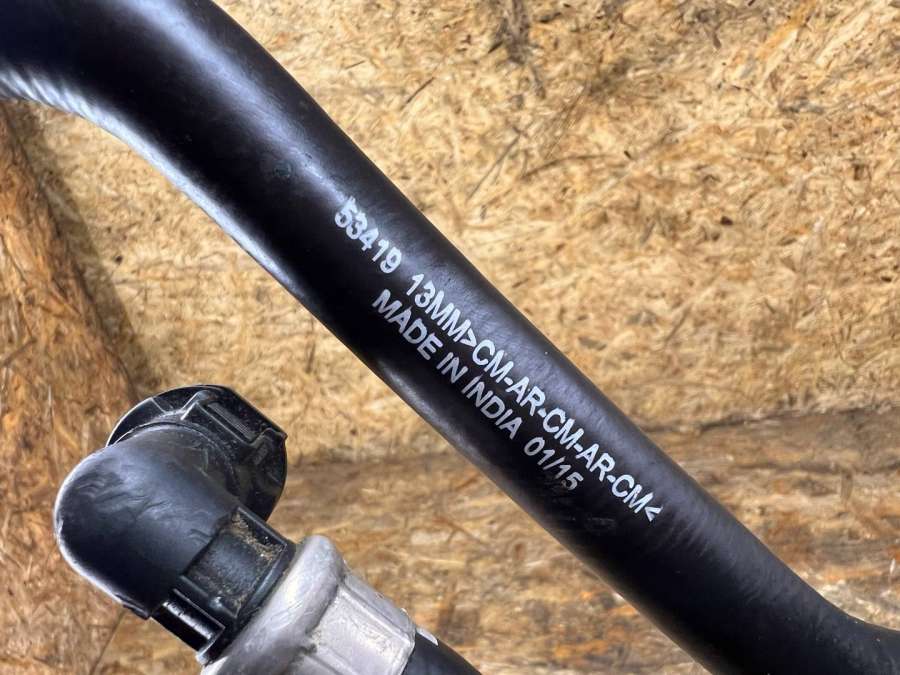 53419 13MM>CM-AR-CM-AR-CM<
MADE IN INDIA 01/15